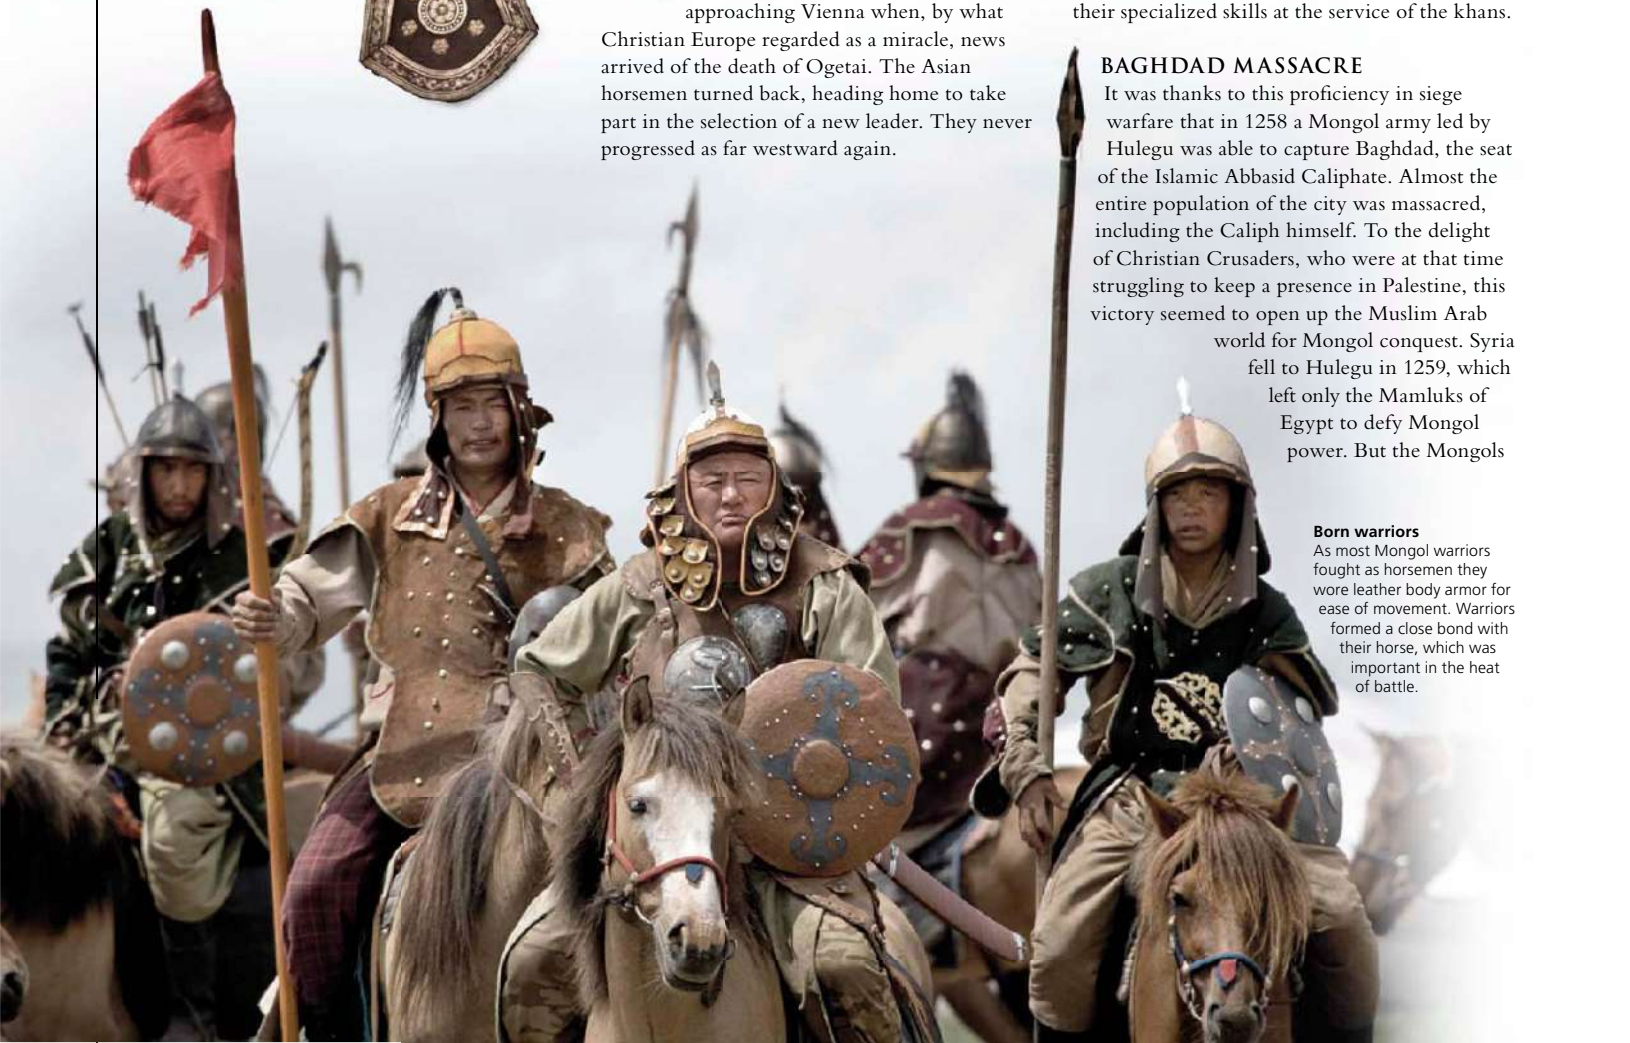 approaching Vienna when, by what
Christian Europe regarded as a miracle, news
arrived of the death of Ogetai. The Asian
horsemen turned back, heading home to take
part in the selection of a new leader. They never
progressed as far westward again.
their specialized skills at the service of the khans.
BAGHDAD MASSACRE
It was thanks to this proficiency in siege
warfare that in 1258 a Mongol army led by
Hulegu was able to capture Baghdad, the seat
of the Islamic Abbasid Caliphate. Almost the
entire population of the city was massacred,
including the Caliph himself. To the delight
of Christian Crusaders, who were at that time
struggling to keep a presence in Palestine, this
victory seemed to open up the Muslim Arab
world for Mongol conquest. Syria
fell to Hulegu in 1259, which
left only the Mamluks of
Egypt to defy Mongol
power. But the Mongols
Born warriors
As most Mongol warriors
fought as horsemen they
wore leather body armor for
ease of movement. Warriors
formed a close bond with
their horse, which was
important in the heat
of battle.